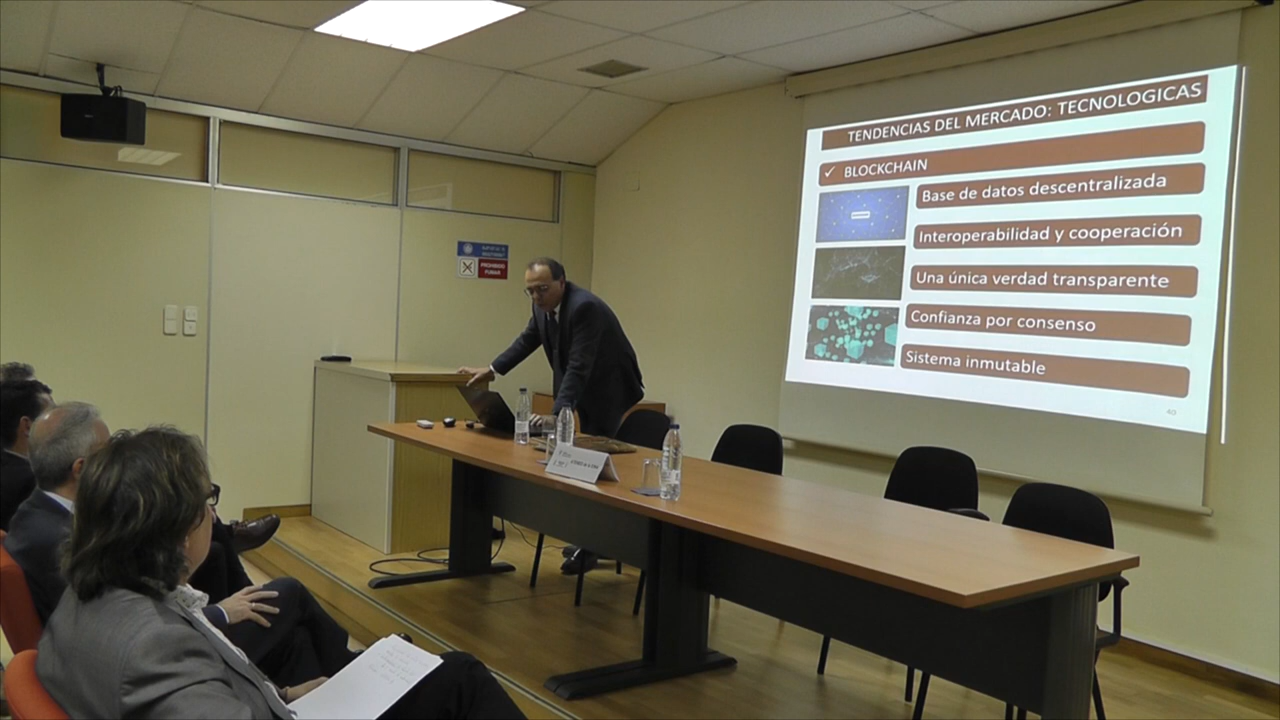 TENDENCIAS DEL MERCADO: TECNOLOGICAS
✓ BLOCKCHAIN
Base de datos descentralizada
Interoperabilidad y cooperación
Una única verdad transparente
Confianza por consenso
Sistema inmutable
40
PROHIBIDO
FUMAR